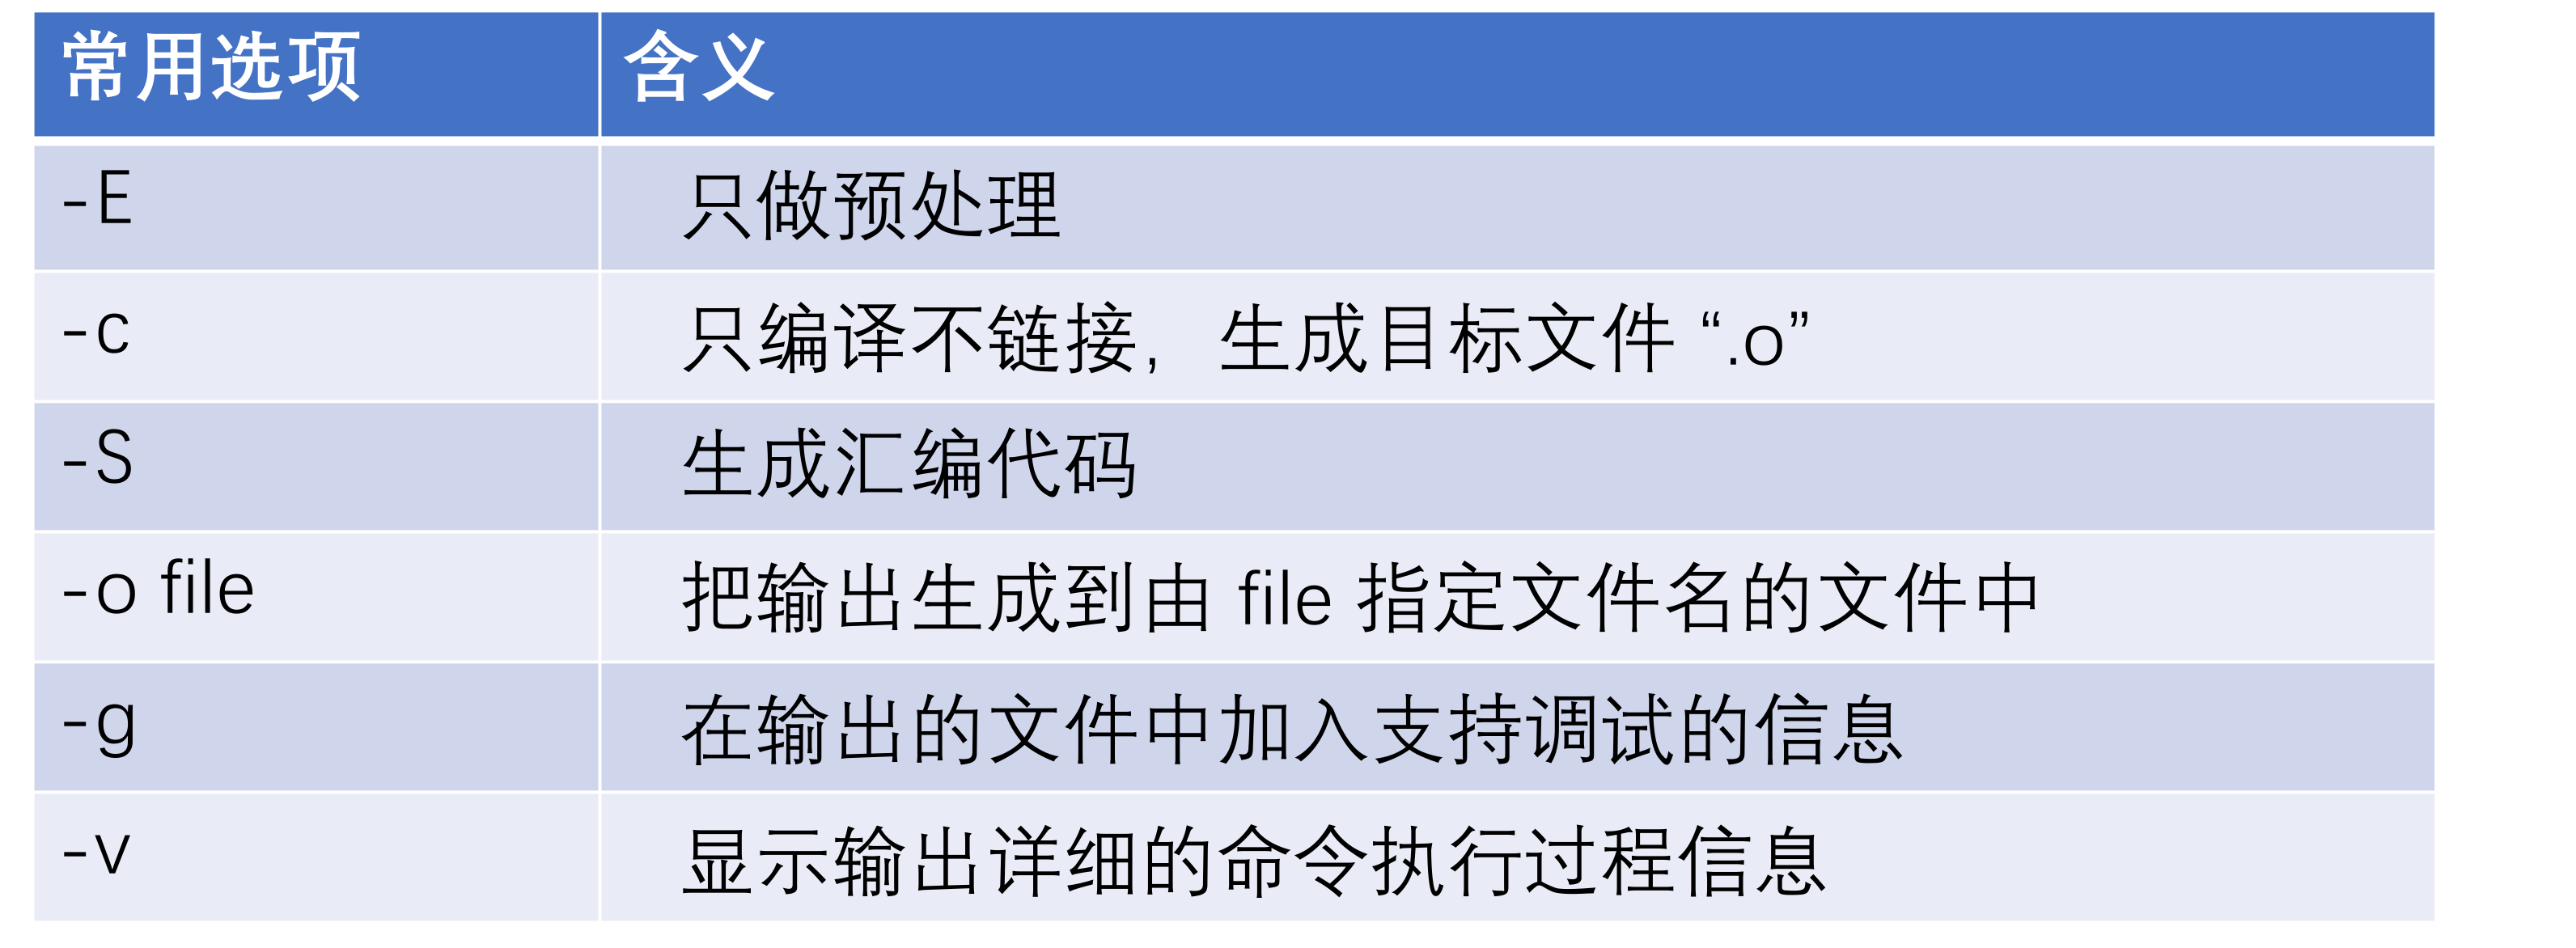 常用选项 含义
-E 只做预处理
-c 只编译不链接，生成目标文件 “.o”
-S 生成汇编代码
-o file 把输出生成到由 file 指定文件名的文件中
-g 在输出的文件中加入支持调试的信息
-v 显示输出详细的命令执行过程信息